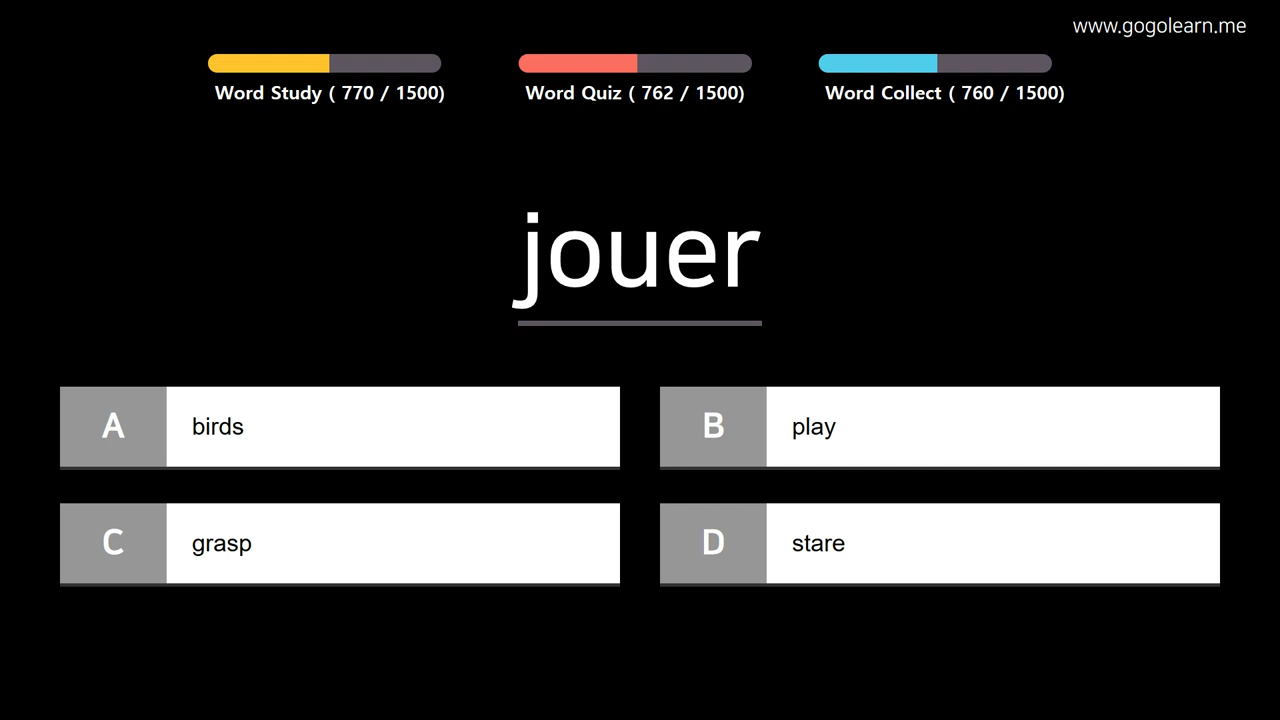 www.gogolearn.me
Word Study ( 770 / 1500)
Word Quiz ( 762 / 1500)
Word Collect ( 760 / 1500)
jouer
A birds
B play
C grasp
D stare